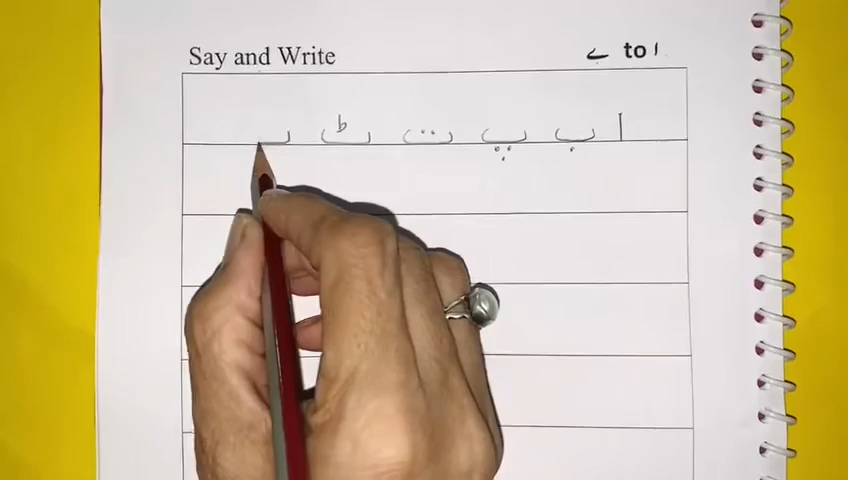 Say and Write ا to ے
ا ب پ ت ٹ